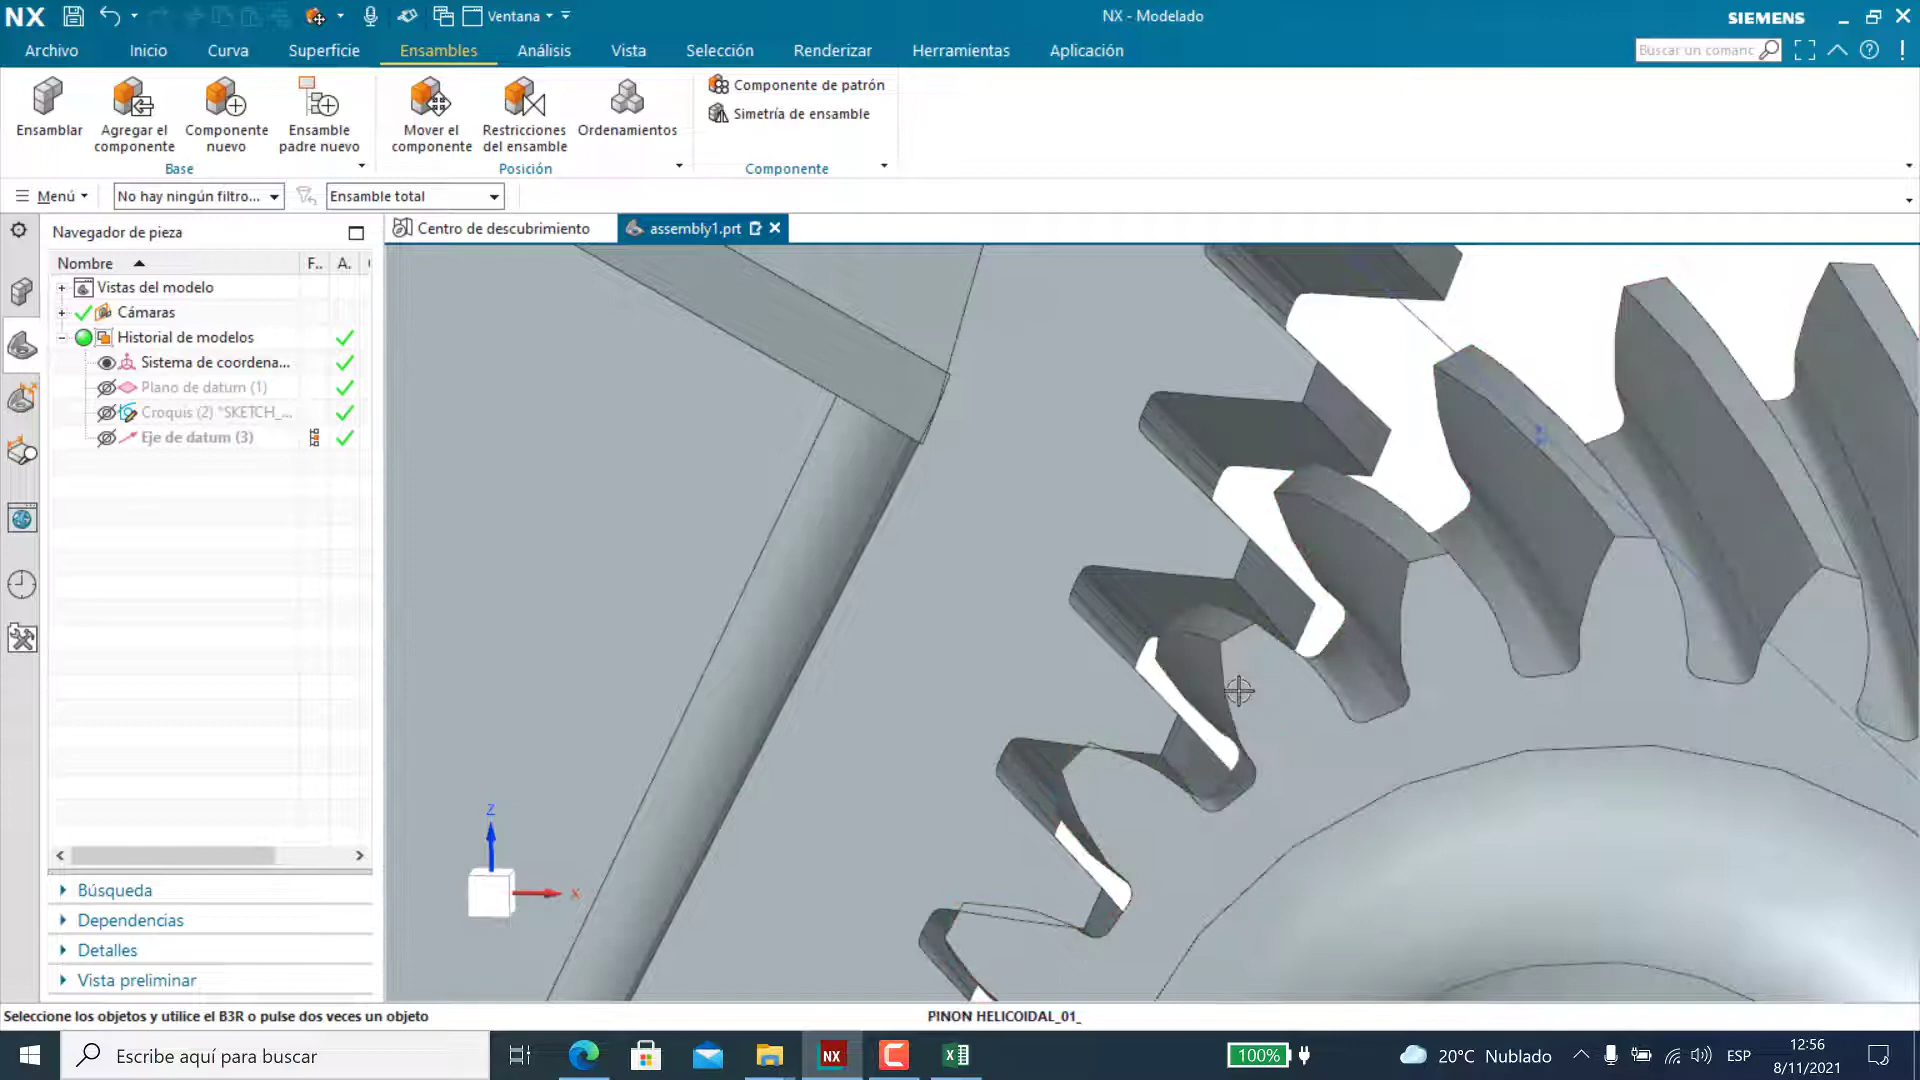 NX
Ventana
NX - Modelado
SIEMENS
Archivo
Inicio
Curva
Superficie
Ensambles
Análisis
Vista
Selección
Renderizar
Herramientas
Aplicación
Buscar un comanc
Ensamblar
Agregar el componente
Componente nuevo
Ensamble padre nuevo
Base
Mover el componente
Restricciones del ensamble
Ordenamientos
Posición
Componente de patrón
Simetría de ensamble
Componente
Menú
No hay ningún filtro...
Ensamble total
Navegador de pieza
Centro de descubrimiento
assembly1.prt
Nombre
F..
A.
Vistas del modelo
Cámaras
Historial de modelos
Sistema de coordena...
Plano de datum (1)
Croquis (2) "SKETCH_...
Eje de datum (3)
Z
X
Búsqueda
Dependencias
Detalles
Vista preliminar
Seleccione los objetos y utilice el B3R o pulse dos veces un objeto
PINON HELICOIDAL_01_
Escribe aquí para buscar
NX
100%
20°C Nublado
ESP
12:56
8/11/2021